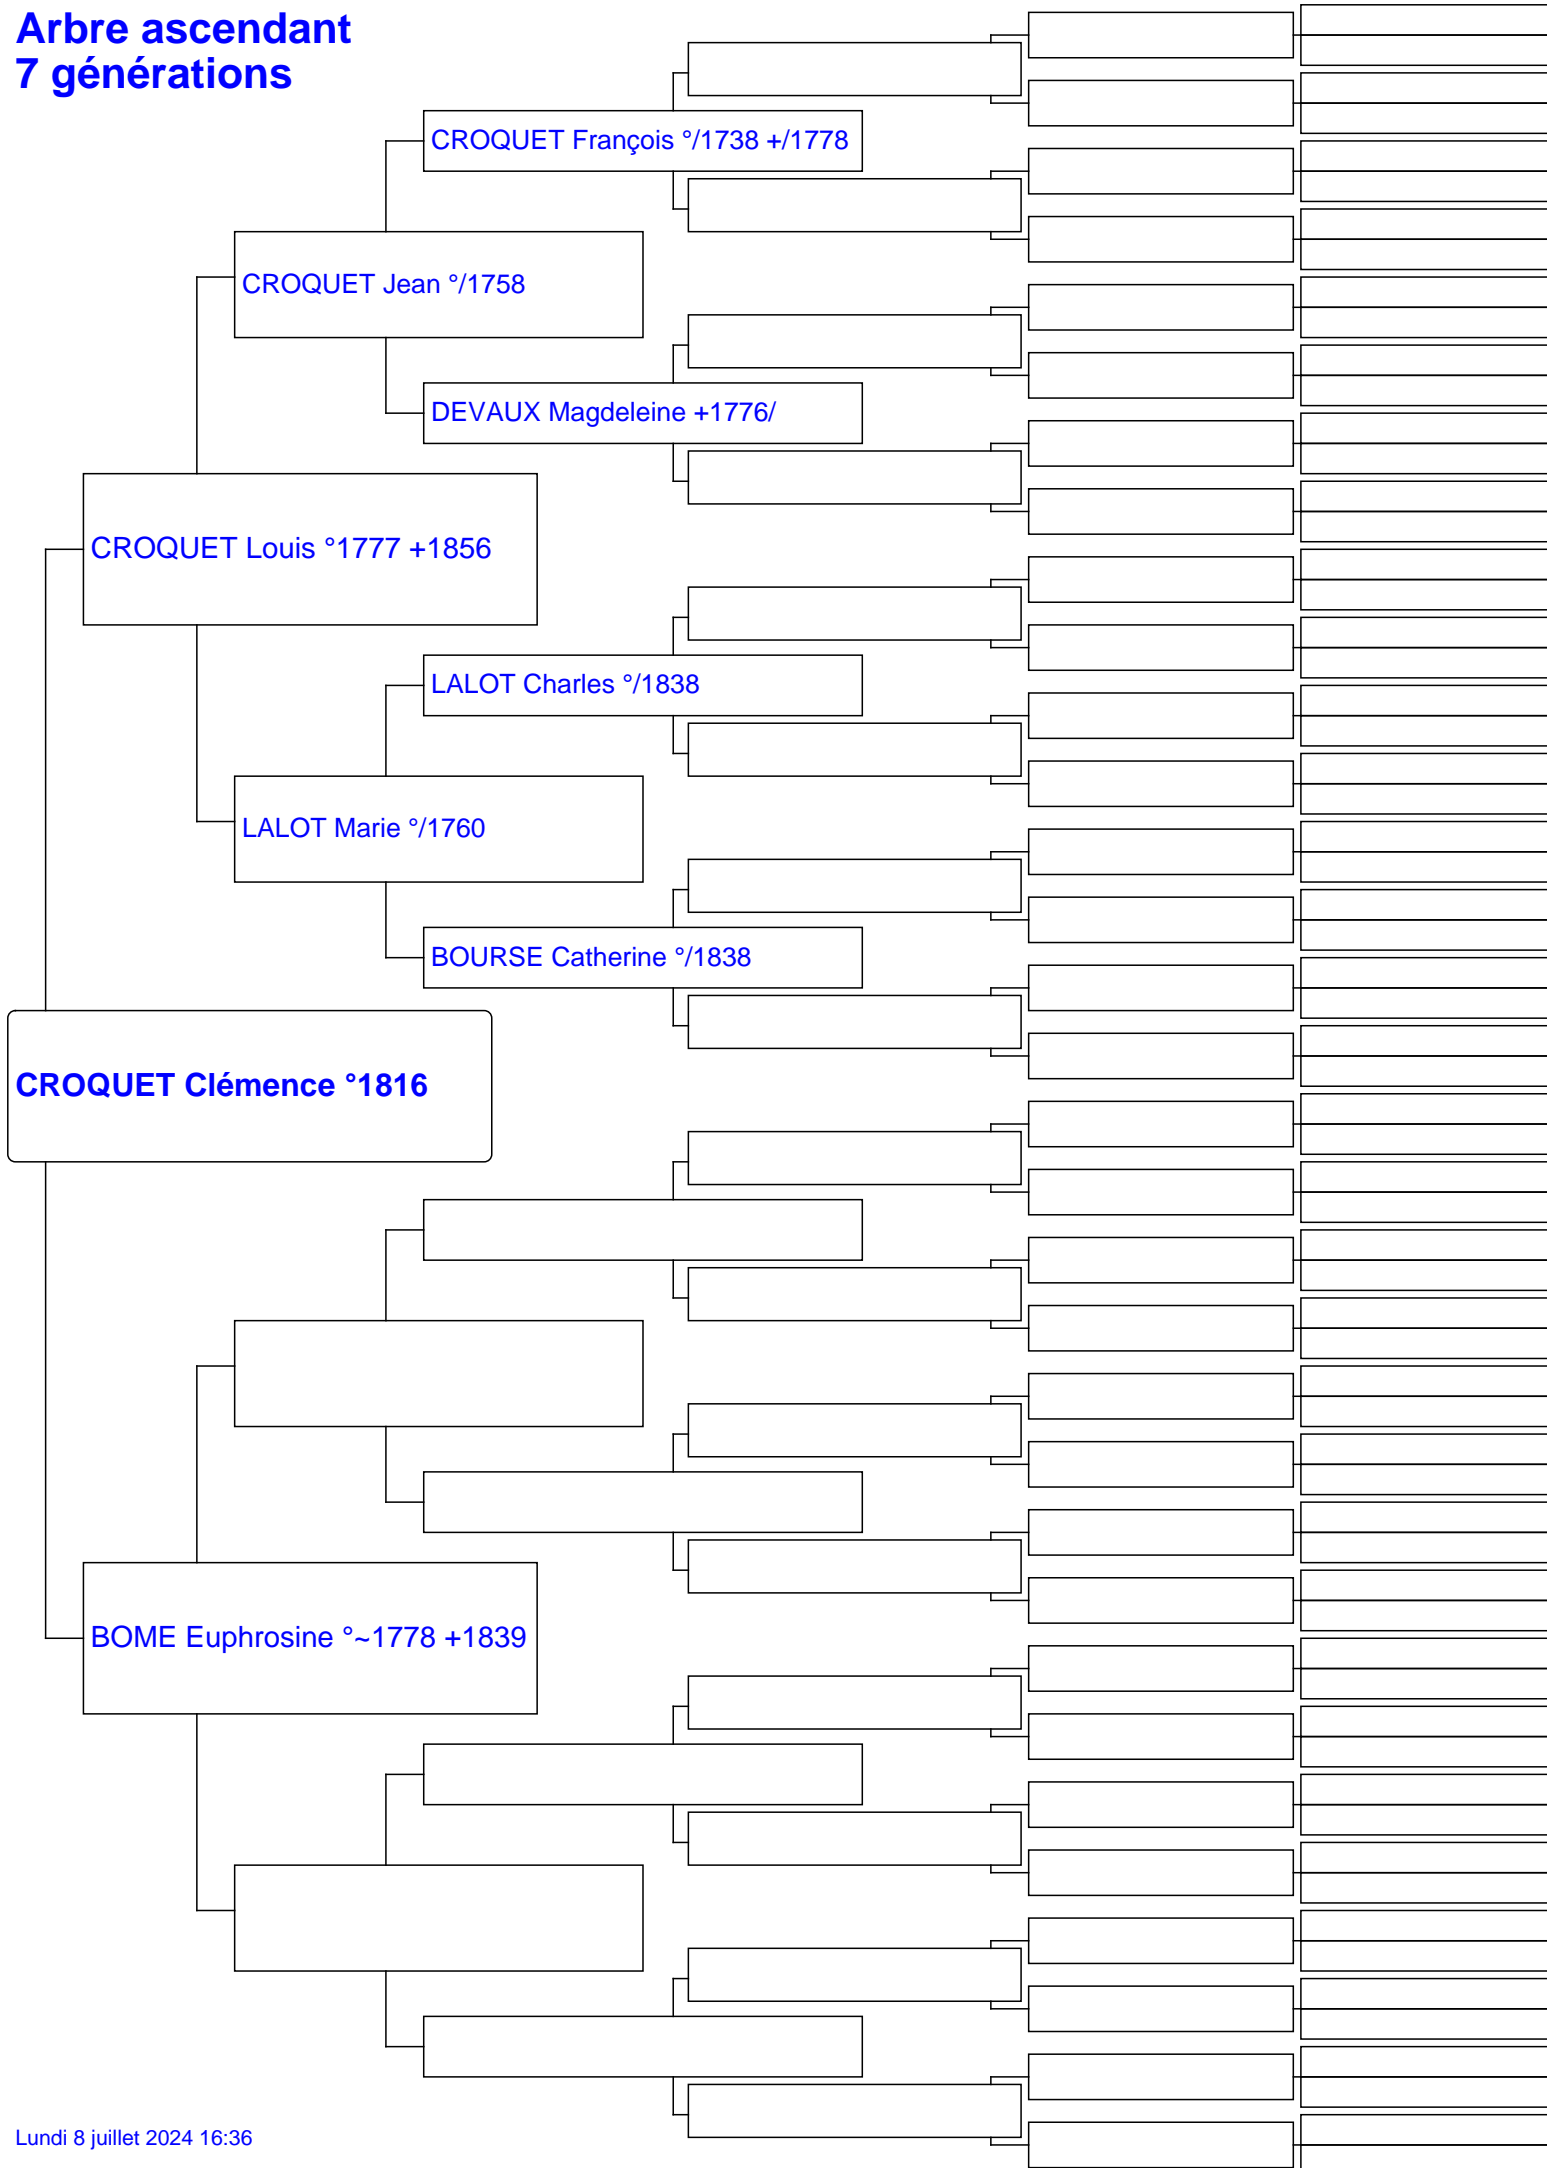 Arbre ascendant
7 générations
CROQUET François °/1738 +/1778
CROQUET Jean °/1758
DEVAUX Magdeleine +1776/
CROQUET Louis °1777 +1856
LALOT Charles °/1838
LALOT Marie °/1760
BOURSE Catherine °/1838
CROQUET Clémence °1816
BOME Euphrosine °~1778 +1839
Lundi 8 juillet 2024 16:36